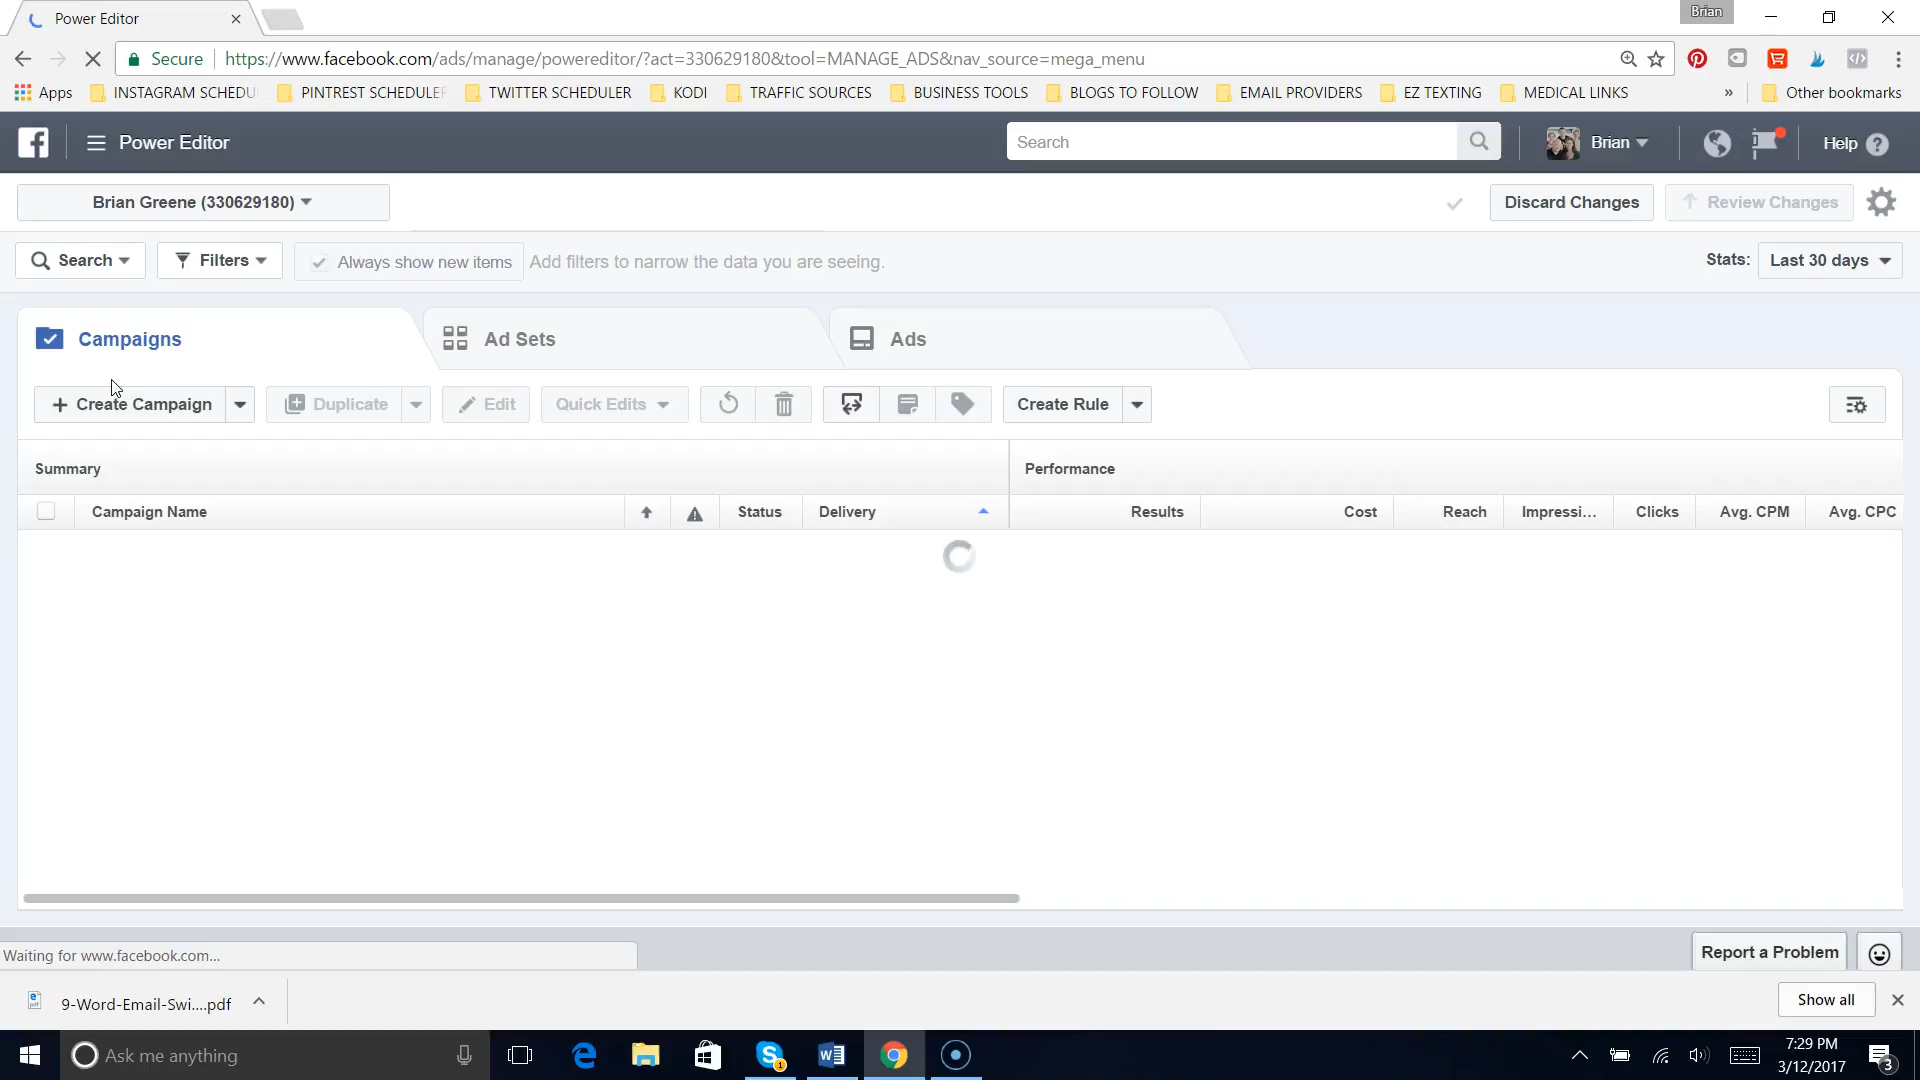 Power Editor
Brian
Secure https://www.facebook.com/ads/manage/powereditor/?act=330629180&tool=MANAGE_ADS&nav_source=mega_menu
Apps INSTAGRAM SCHEDU PINTREST SCHEDULER TWITTER SCHEDULER KODI TRAFFIC SOURCES BUSINESS TOOLS BLOGS TO FOLLOW EMAIL PROVIDERS EZ TEXTING MEDICAL LINKS » Other bookmarks
Power Editor Search Brian Help ?
Brian Greene (330629180) Discard Changes Review Changes
Search Filters Always show new items Add filters to narrow the data you are seeing. Stats: Last 30 days
Campaigns Ad Sets Ads
+ Create Campaign Duplicate Edit Quick Edits Create Rule
Summary Performance
Campaign Name Status Delivery Results Cost Reach Impressi... Clicks Avg. CPM Avg. CPC
Waiting for www.facebook.com... Report a Problem
9-Word-Email-Swi....pdf Show all
Ask me anything 1 7:29 PM
3/12/2017 3